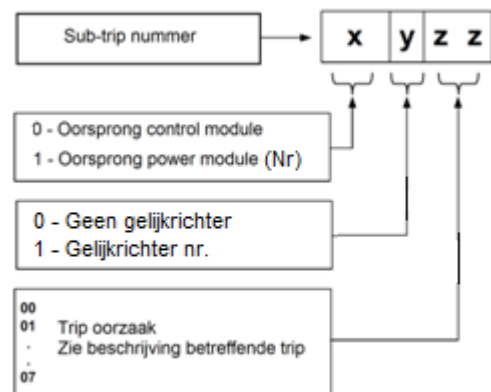 Sub-trip nummer
x y z z
0 - Oorsprong control module
1 - Oorsprong power module (Nr)
0 - Geen gelijkrichter
1 - Gelijkrichter nr.
00
01 Trip oorzaak
. Zie beschrijving betreffende trip
.
07